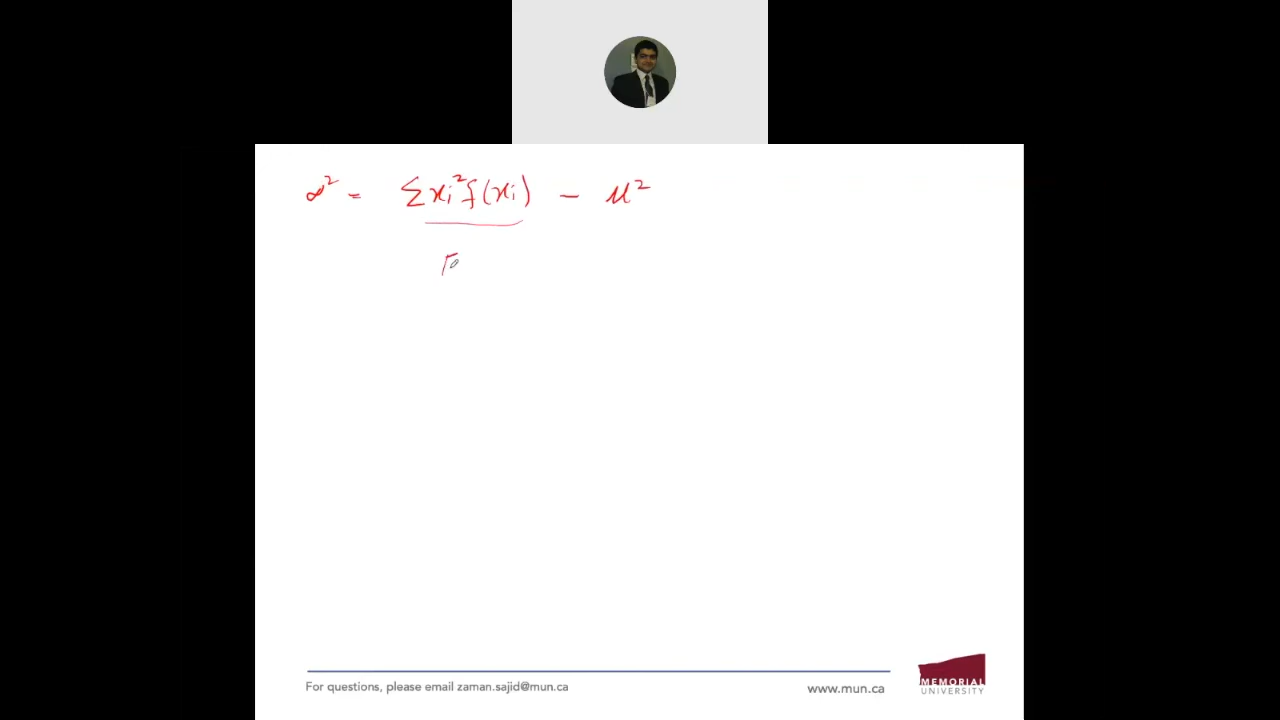 σ² = Σxi²f(xi) − μ²
For questions, please email zaman.sajid@mun.ca
www.mun.ca
MEMORIAL
UNIVERSITY